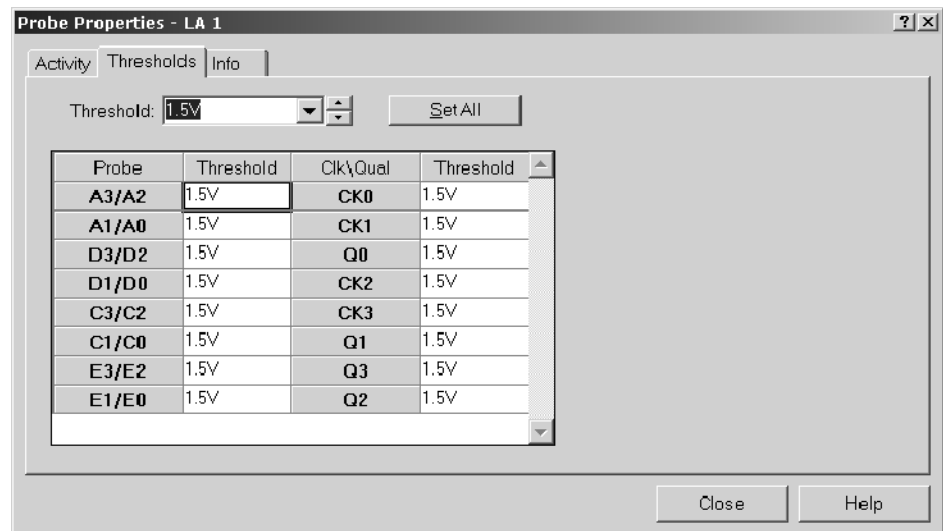 Probe Properties - LA 1
Activity Thresholds Info
Threshold: 1.5V Set All
Probe Threshold Clk\Qual Threshold
A3/A2 1.5V CK0 1.5V
A1/A0 1.5V CK1 1.5V
D3/D2 1.5V Q0 1.5V
D1/D0 1.5V CK2 1.5V
C3/C2 1.5V CK3 1.5V
C1/C0 1.5V Q1 1.5V
E3/E2 1.5V Q3 1.5V
E1/E0 1.5V Q2 1.5V
Close Help